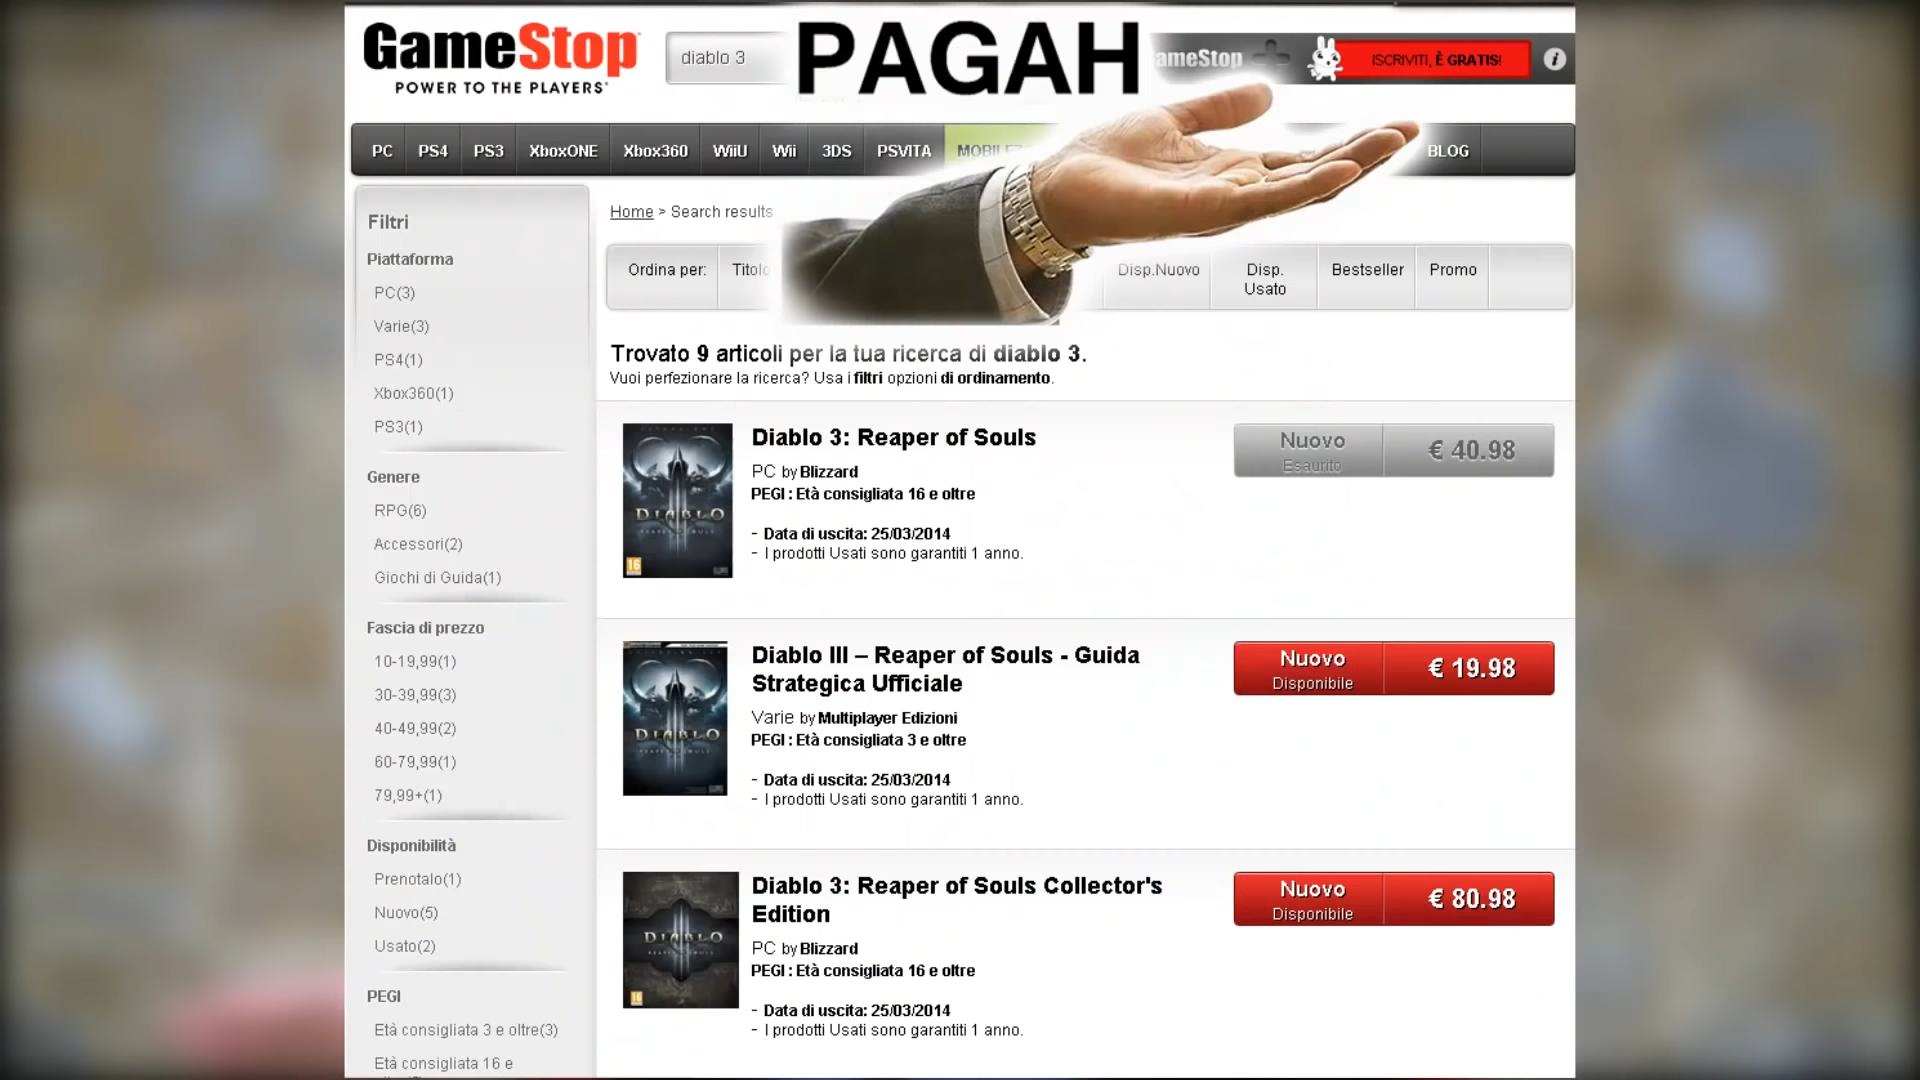 GameStop
POWER TO THE PLAYERS
diablo 3
PAGAH
ameStop
ISCRIVITI, È GRATIS!
PC PS4 PS3 XboxONE Xbox360 WiiU Wii 3DS PSVITA BLOG
Home > Search results
Ordina per: Titolo Disp.Nuovo Disp. Usato Bestseller Promo
Filtri
Piattaforma
PC(3)
Varie(3)
PS4(1)
Xbox360(1)
PS3(1)
Genere
RPG(6)
Accessori(2)
Giochi di Guida(1)
Fascia di prezzo
10-19,99(1)
30-39,99(3)
40-49,99(2)
60-79,99(1)
79,99+(1)
Disponibilità
Prenotalo(1)
Nuovo(5)
Usato(2)
PEGI
Età consigliata 3 e oltre(3)
Età consigliata 16 e
Trovato 9 articoli per la tua ricerca di diablo 3.
Vuoi perfezionare la ricerca? Usa i filtri opzioni di ordinamento.
DIABLO
16
Diablo 3: Reaper of Souls
PC by Blizzard
PEGI : Età consigliata 16 e oltre
- Data di uscita: 25/03/2014
- I prodotti Usati sono garantiti 1 anno.
Nuovo
Esaurito
€ 40.98
DIABLO
Diablo III – Reaper of Souls - Guida
Strategica Ufficiale
Varie by Multiplayer Edizioni
PEGI : Età consigliata 3 e oltre
- Data di uscita: 25/03/2014
- I prodotti Usati sono garantiti 1 anno.
Nuovo
Disponibile
€ 19.98
DIABLO
16
Diablo 3: Reaper of Souls Collector's
Edition
PC by Blizzard
PEGI : Età consigliata 16 e oltre
- Data di uscita: 25/03/2014
- I prodotti Usati sono garantiti 1 anno.
Nuovo
Disponibile
€ 80.98